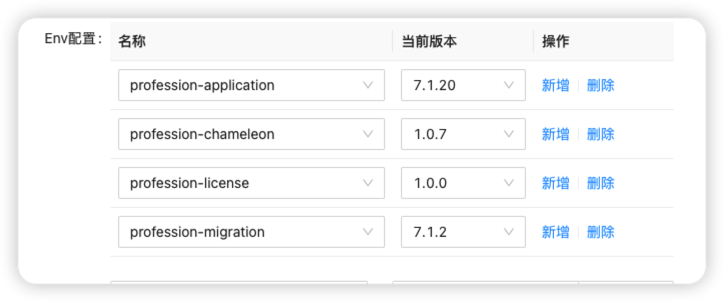 Env配置： 名称 当前版本 操作
profession-application 7.1.20 新增 删除
profession-chameleon 1.0.7 新增 删除
profession-license 1.0.0 新增 删除
profession-migration 7.1.2 新增 删除